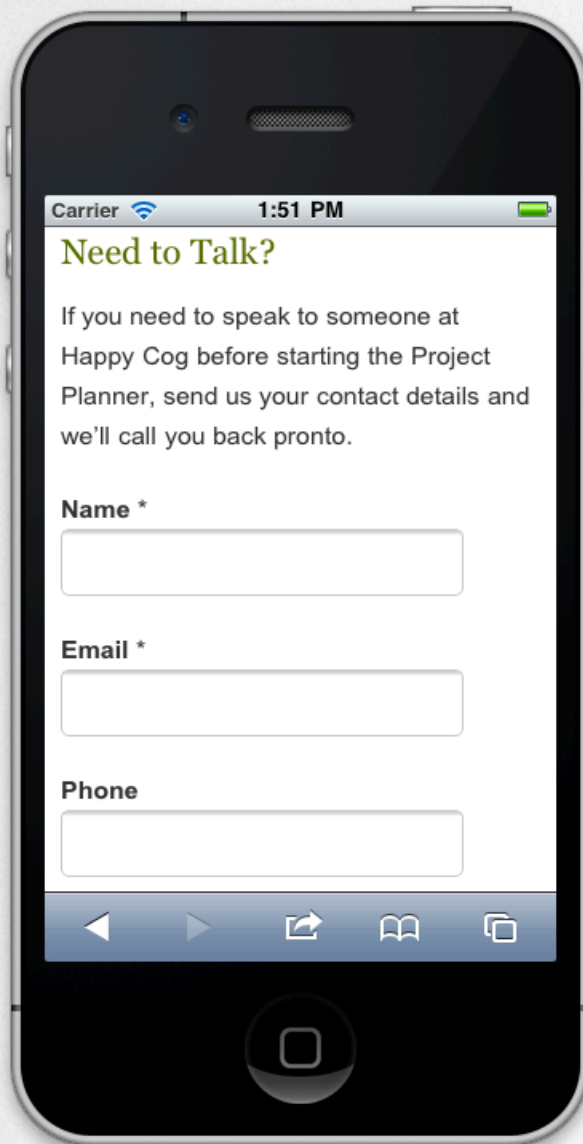 Carrier 1:51 PM
Need to Talk?
If you need to speak to someone at
Happy Cog before starting the Project
Planner, send us your contact details and
we’ll call you back pronto.
Name *
Email *
Phone